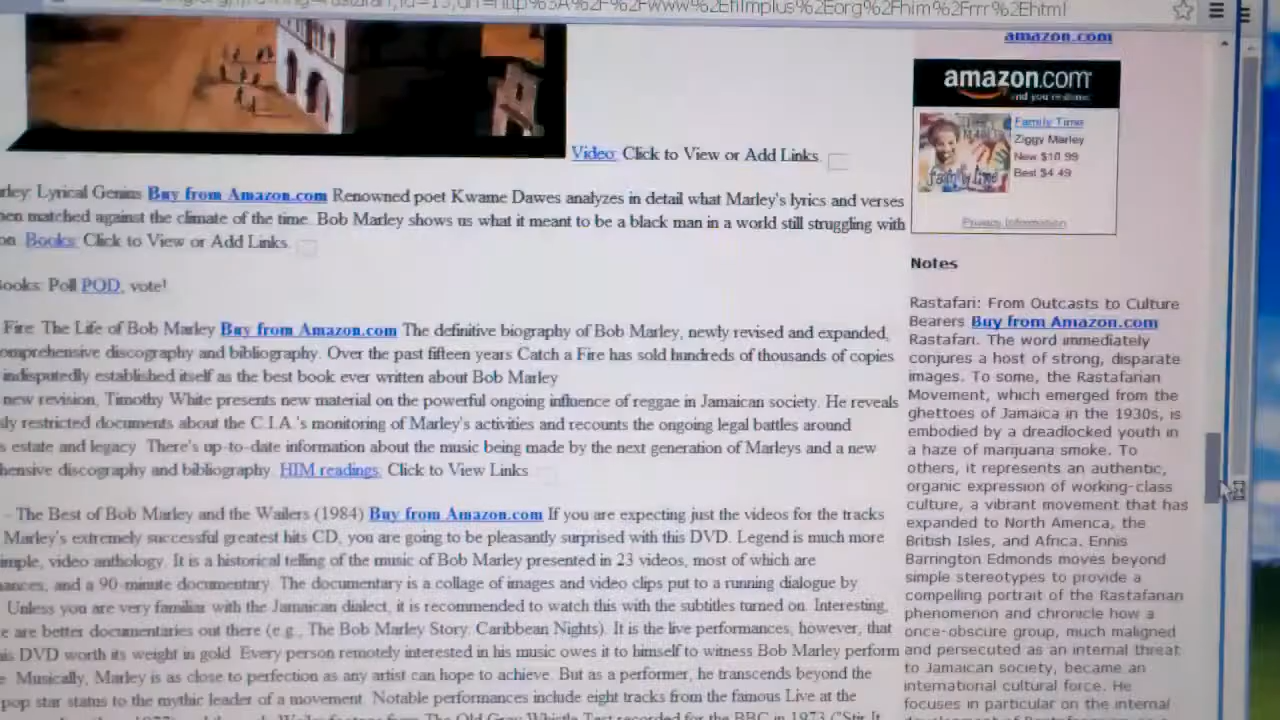 amazon.com
amazon.com
and you're done.
Family Time
Ziggy Marley
New $10.99
Best $4.49
Privacy Information
Video: Click to View or Add Links.
rley: Lyrical Genius Buy from Amazon.com Renowned poet Kwame Dawes analyzes in detail what Marley's lyrics and verses
en matched against the climate of the time. Bob Marley shows us what it meant to be a black man in a world still struggling with
on. Books: Click to View or Add Links.
ooks: Poll POD, vote!
Fire: The Life of Bob Marley Buy from Amazon.com The definitive biography of Bob Marley, newly revised and expanded,
omprehensive discography and bibliography. Over the past fifteen years Catch a Fire has sold hundreds of thousands of copies
indisputedly established itself as the best book ever written about Bob Marley
new revision, Timothy White presents new material on the powerful ongoing influence of reggae in Jamaican society. He reveals
ly restricted documents about the C.I.A.'s monitoring of Marley's activities and recounts the ongoing legal battles around
s estate and legacy. There's up-to-date information about the music being made by the next generation of Marleys and a new
hensive discography and bibliography. HIM readings: Click to View Links
- The Best of Bob Marley and the Wailers (1984) Buy from Amazon.com If you are expecting just the videos for the tracks
Marley's extremely successful greatest hits CD, you are going to be pleasantly surprised with this DVD. Legend is much more
imple, video anthology. It is a historical telling of the music of Bob Marley presented in 23 videos, most of which are
ances, and a 90-minute documentary. The documentary is a collage of images and video clips put to a running dialogue by
Unless you are very familiar with the Jamaican dialect, it is recommended to watch this with the subtitles turned on. Interesting,
e are better documentaries out there (e.g., The Bob Marley Story: Caribbean Nights). It is the live performances, however, that
is DVD worth its weight in gold. Every person remotely interested in his music owes it to himself to witness Bob Marley perform
Musically, Marley is as close to perfection as any artist can hope to achieve. But as a performer, he transcends beyond the
pop star status to the mythic leader of a movement. Notable performances include eight tracks from the famous Live at the
The Old Grey Whistle Test recorded for the BBC in 1973 ("Stir It
Notes
Rastafari: From Outcasts to Culture
Bearers Buy from Amazon.com
Rastafari. The word immediately
conjures a host of strong, disparate
images. To some, the Rastafarian
Movement, which emerged from the
ghettoes of Jamaica in the 1930s, is
embodied by a dreadlocked youth in
a haze of marijuana smoke. To
others, it represents an authentic,
organic expression of working-class
culture, a vibrant movement that has
expanded to North America, the
British Isles, and Africa. Ennis
Barrington Edmonds moves beyond
simple stereotypes to provide a
compelling portrait of the Rastafarian
phenomenon and chronicle how a
once-obscure group, much maligned
and persecuted as an internal threat
to Jamaican society, became an
international cultural force. He
focuses in particular on the internal